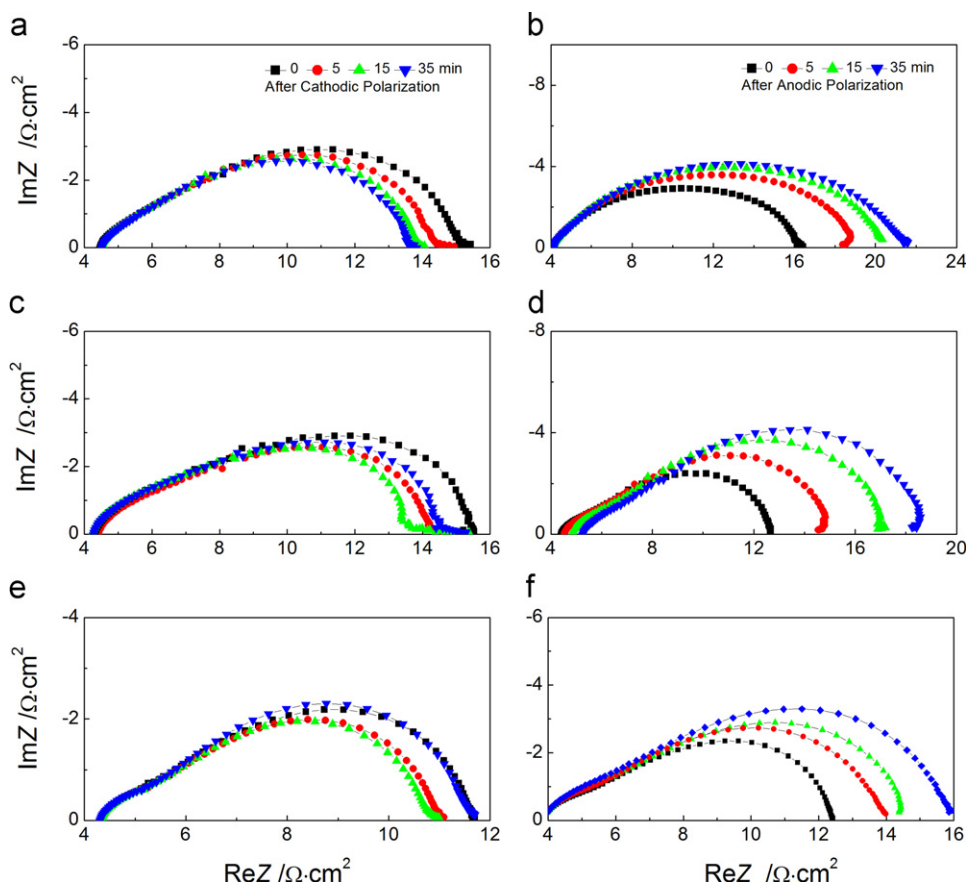 a
-6
-4
-2
0
ImZ /Ω·cm²
0 5 15 35 min
After Cathodic Polarization
4 6 8 10 12 14 16
b
-8
-4
0
0 5 15 35 min
After Anodic Polarization
4 8 12 16 20 24
c
-6
-4
-2
0
ImZ /Ω·cm²
4 6 8 10 12 14 16
d
-8
-4
0
4 8 12 16 20
e
-4
-2
0
ImZ /Ω·cm²
4 6 8 10 12
ReZ /Ω·cm²
f
-6
-4
-2
0
4 6 8 10 12 14 16
ReZ /Ω·cm²